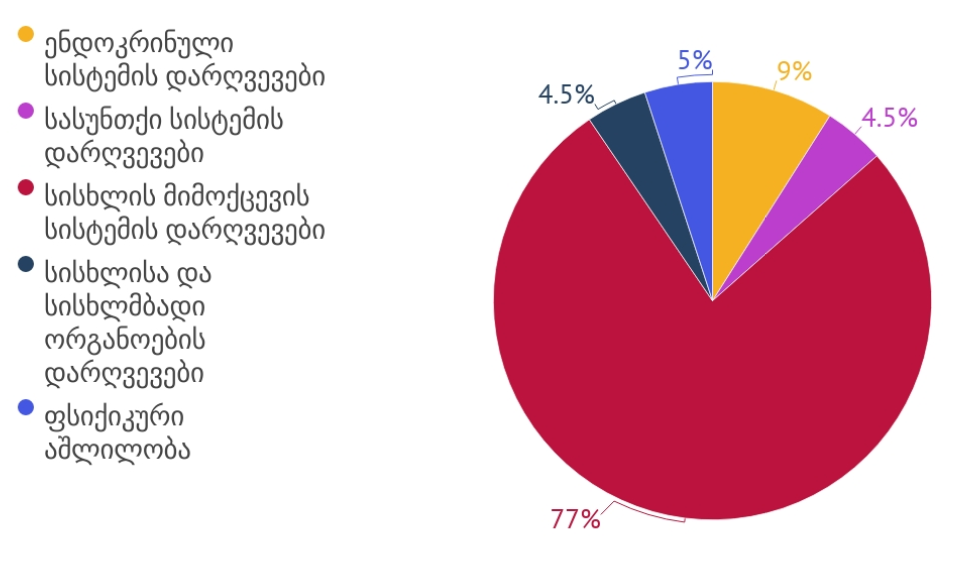 ენდოკრინული
სისტემის დარღვევები
სასუნთქი სისტემის
დარღვევები
სისხლის მიმოქცევის
სისტემის დარღვევები
სისხლისა და
სისხლმბადი
ორგანოების
დარღვევები
ფსიქიკური
აშლილობა
5%
9%
4.5%
4.5%
77%